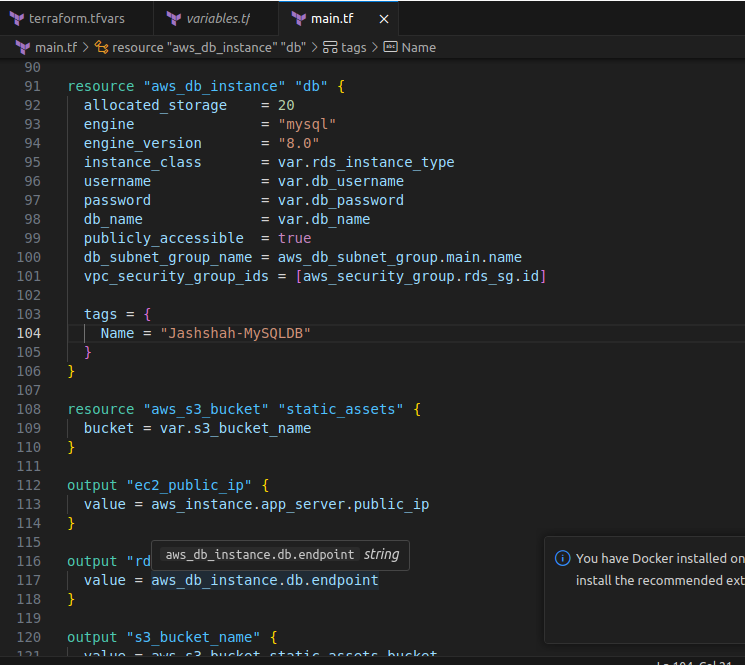 terraform.tfvars variables.tf main.tf ×
main.tf > resource "aws_db_instance" "db" > tags > abc Name
90
91 resource "aws_db_instance" "db" {
92 allocated_storage = 20
93 engine = "mysql"
94 engine_version = "8.0"
95 instance_class = var.rds_instance_type
96 username = var.db_username
97 password = var.db_password
98 db_name = var.db_name
99 publicly_accessible = true
100 db_subnet_group_name = aws_db_subnet_group.main.name
101 vpc_security_group_ids = [aws_security_group.rds_sg.id]
102
103 tags = {
104 Name = "Jashshah-MySQLDB"
105 }
106 }
107
108 resource "aws_s3_bucket" "static_assets" {
109 bucket = var.s3_bucket_name
110 }
111
112 output "ec2_public_ip" {
113 value = aws_instance.app_server.public_ip
114 }
115
aws_db_instance.db.endpoint string
116 output "rd
117 value = aws_db_instance.db.endpoint
118 }
119
120 output "s3_bucket_name" {
121 value = aws_s3_bucket.static_assets.bucket
You have Docker installed on
install the recommended ext